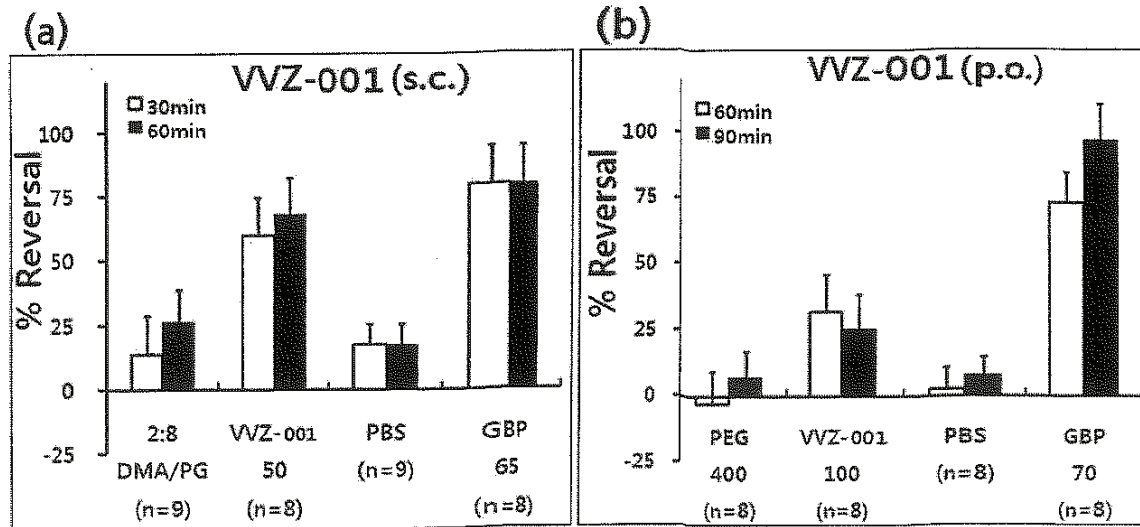 (a)
VVZ-001 (s.c.)
30min
60min
% Reversal
100
75
50
25
0
-25
2:8 VVZ-001 PBS GBP
DMA/PG 50 (n=9) 65
(n=9) (n=8) (n=8)
(b)
VVZ-001 (p.o.)
60min
90min
% Reversal
100
75
50
25
0
-25
PEG VVZ-001 PBS GBP
400 100 (n=8) 70
(n=8) (n=8) (n=8)